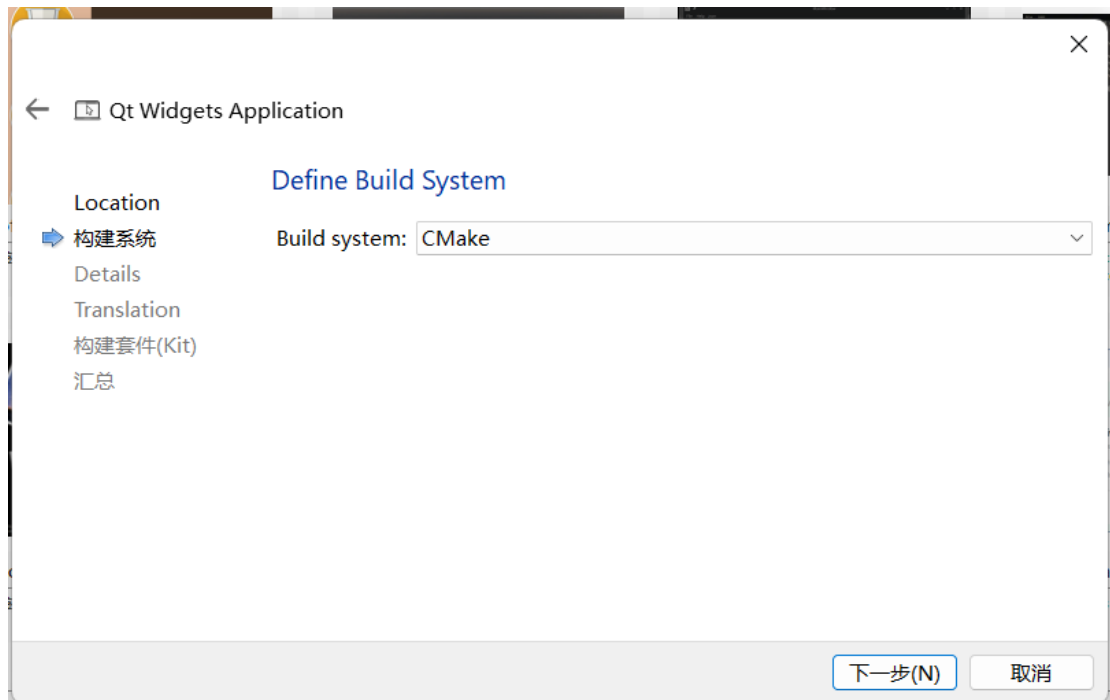 Qt Widgets Application
Define Build System
Location
构建系统
Build system: CMake
Details
Translation
构建套件(Kit)
汇总
下一步(N)
取消